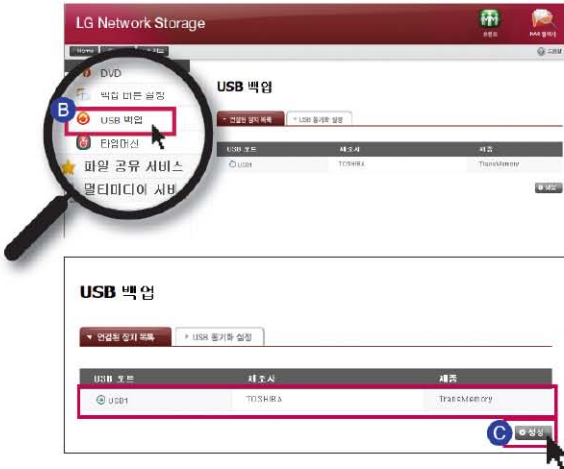 LG Network Storage
Home
DVD
백업 버튼 설정
B
USB 백업
타임머신
파일 공유 서비스
멀티미디어 서비
USB 백업
연결된 장치 목록
USB 동기화 설정
USB 포트 제조사 제품
USB1 TOSHIBA TransMemory
USB 백업
연결된 장치 목록
USB 동기화 설정
USB 포트 제조사 제품
USB1 TOSHIBA TransMemory
C